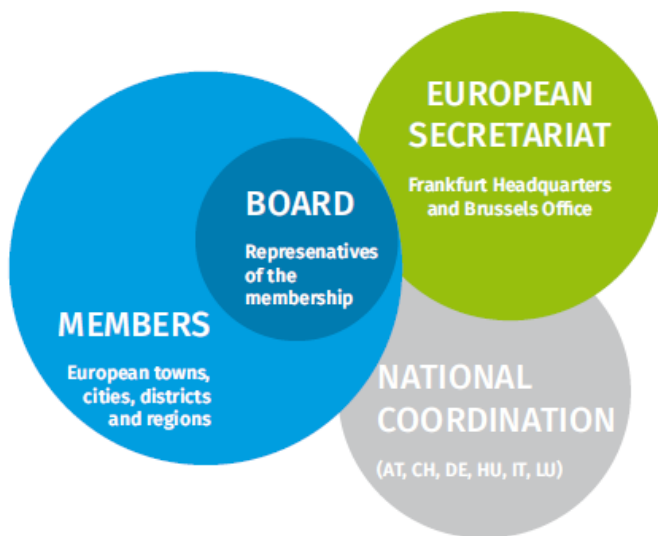 EUROPEAN
SECRETARIAT
Frankfurt Headquarters
and Brussels Office
BOARD
Represenatives
of the
membership
MEMBERS
European towns,
cities, districts
and regions
NATIONAL
COORDINATION
(AT, CH, DE, HU, IT, LU)